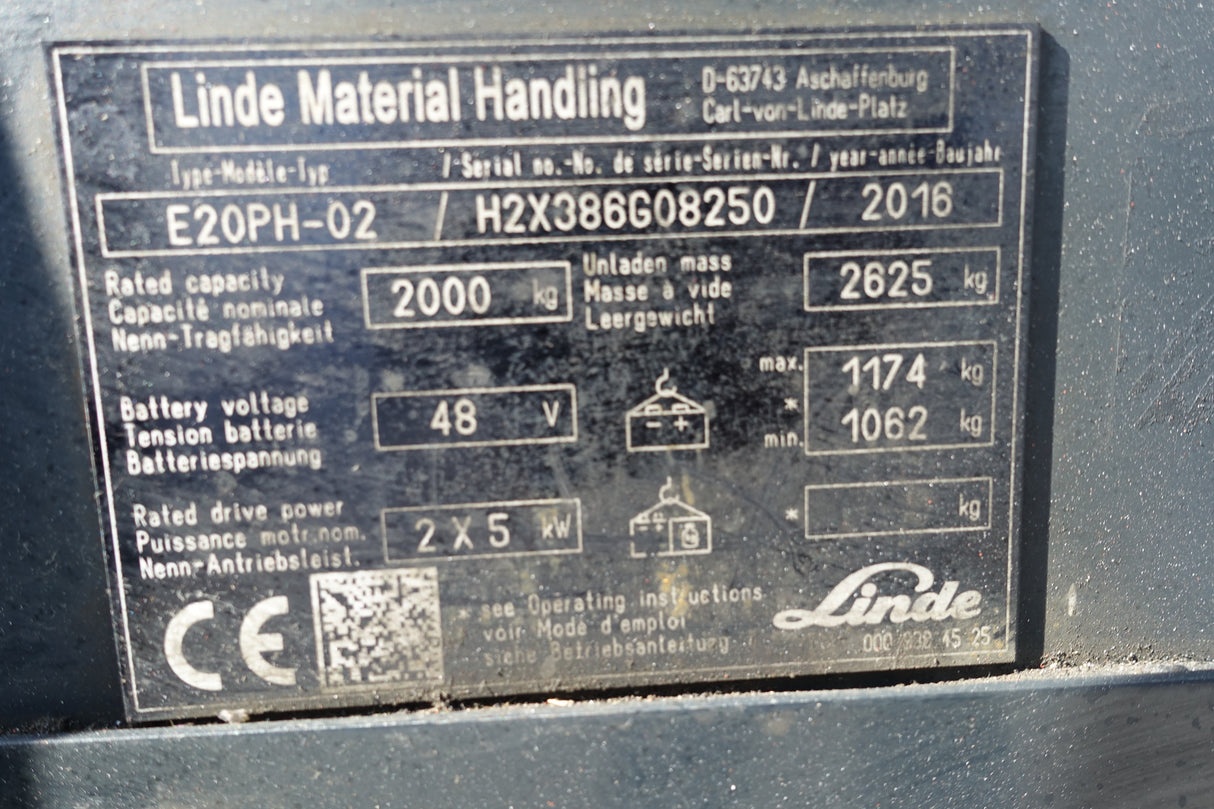 Linde Material Handling
D-63743 Aschaffenburg
Carl-von-Linde-Platz
Type-Modèle-Typ / Serial no.-No. de série-Serien-Nr. / year-année-Baujahr
E20PH-02 / H2X386G08250 / 2016
Rated capacity
Capacité nominale
Nenn-Tragfähigkeit
2000 kg
Unladen mass
Masse à vide
Leergewicht
2625 kg
Battery voltage
Tension batterie
Batteriespannung
48 V
- +
max. 1174 kg
*
min. 1062 kg
Rated drive power
Puissance motr.nom.
Nenn-Antriebsleist.
2 X 5 kW
- +
* kg
CE
* see Operating instructions
voir Mode d'emploi
siehe Betriebsanleitung
Linde
000 45 25